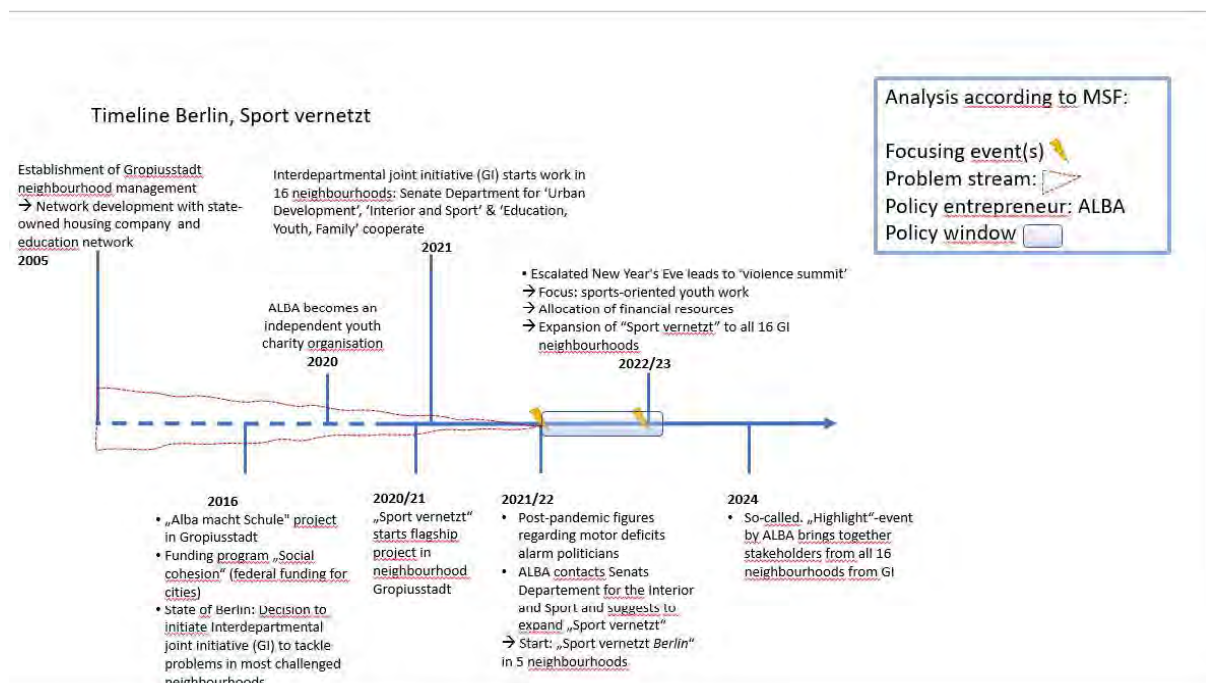 Timeline Berlin, Sport vernetzt
Analysis according to MSF:
Focusing event(s)
Problem stream:
Policy entrepreneur: ALBA
Policy window
Establishment of Gropiusstadt
neighbourhood management
→ Network development with state-
owned housing company and
education network
2005
Interdepartmental joint initiative (GI) starts work in
16 neighbourhoods: Senate Department for ‘Urban
Development’, ‘Interior and Sport’ & ‘Education,
Youth, Family’ cooperate
2021
ALBA becomes an
independent youth
charity organisation
2020
• Escalated New Year's Eve leads to ‘violence summit’
→ Focus: sports-oriented youth work
→ Allocation of financial resources
→ Expansion of “Sport vernetzt” to all 16 GI
neighbourhoods
2022/23
2016
• „Alba macht Schule" project
in Gropiusstadt
• Funding program „Social
cohesion“ (federal funding for
cities)
• State of Berlin: Decision to
initiate Interdepartmental
joint initiative (GI) to tackle
problems in most challenged
neighbourhoods
2020/21
„Sport vernetzt“
starts flagship
project in
neighbourhood
Gropiusstadt
2021/22
• Post-pandemic figures
regarding motor deficits
alarm politicians
• ALBA contacts Senats
Departement for the Interior
and Sport and suggests to
expand „Sport vernetzt“
→ Start: „Sport vernetzt Berlin“
in 5 neighbourhoods
2024
• So-called. „Highlight“-event
by ALBA brings together
stakeholders from all 16
neighbourhoods from GI